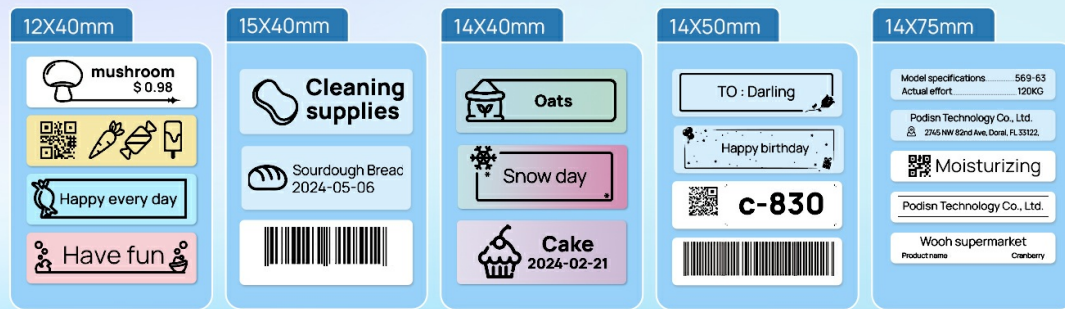 12X40mm
mushroom
$ 0.98
Happy every day
Have fun
15X40mm
Cleaning
supplies
Sourdough Bread
2024-05-06
14X40mm
Oats
Snow day
Cake
2024-02-21
14X50mm
TO : Darling
Happy birthday
c-830
14X75mm
Model specifications............569-63
Actual effort......................120KG
Podisn Technology Co., Ltd.
2745 NW 82nd Ave, Doral, FL 33122,
Moisturizing
Podisn Technology Co., Ltd.
Wooh supermarket
Product name Cranberry